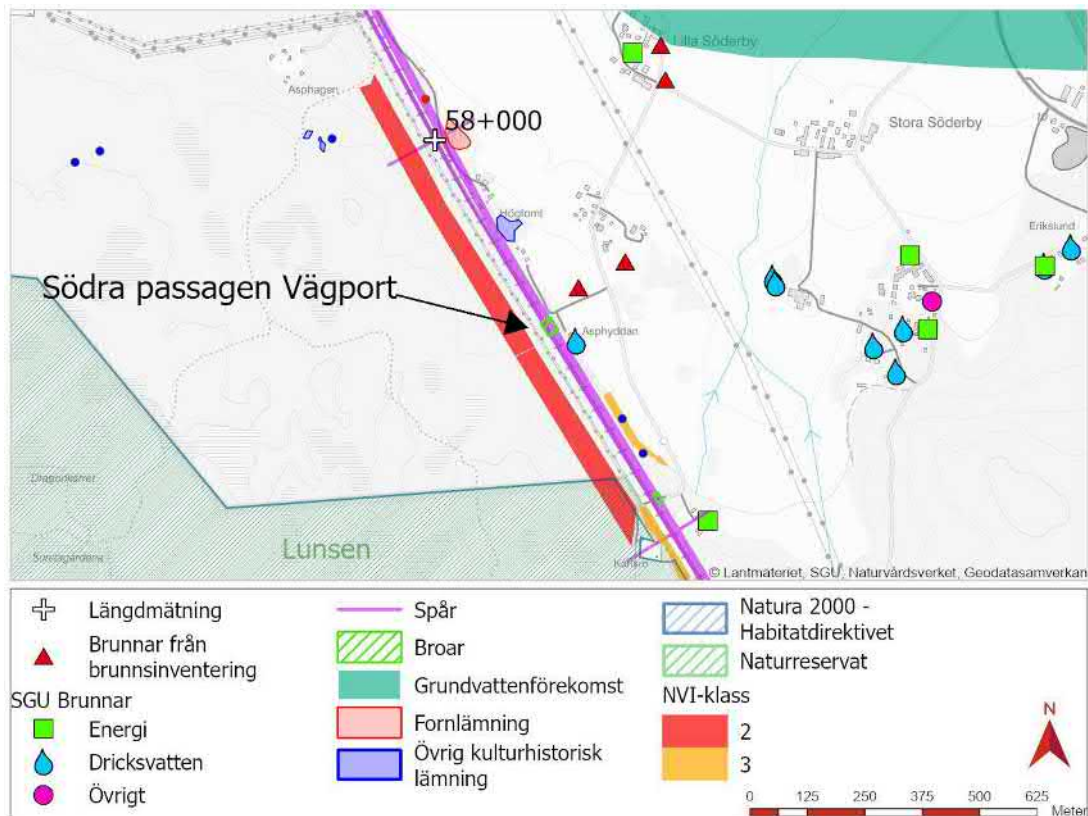 Lilla Söderby
Asphagen
58+000
Stora Söderby
Höglomt
Erikslund
Södra passagen Vägport
Asphyddan
Lunsen
© Lantmäteriet, SGU, Naturvårdsverket, Geodatasamverkan
Längdmätning
Brunnar från
brunnsinventering
SGU Brunnar
Energi
Dricksvatten
Övrigt
Spår
Broar
Grundvattenförekomst
Fornlämning
Övrig kulturhistorisk
lämning
Natura 2000 -
Habitatdirektivet
Naturreservat
NVI-klass
2
3
N
0 125 250 375 500 625
Meter